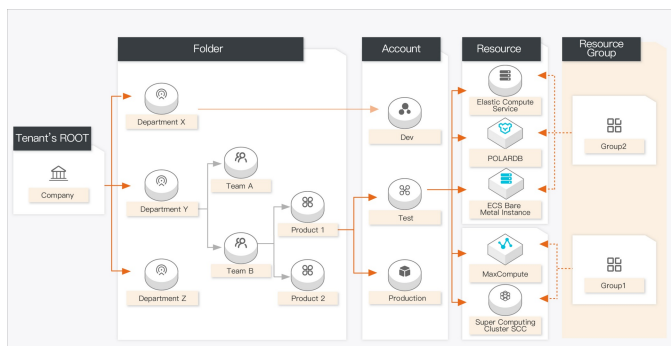 Folder
Account
Resource
Resource
Group
Tenant's ROOT
Company
Department X
Department Y
Department Z
Team A
Team B
Product 1
Product 2
Dev
Test
Production
Elastic Compute
Service
POLARDB
ECS Bare
Metal Instance
MaxCompute
Super Computing
Cluster SCC
Group2
Group1